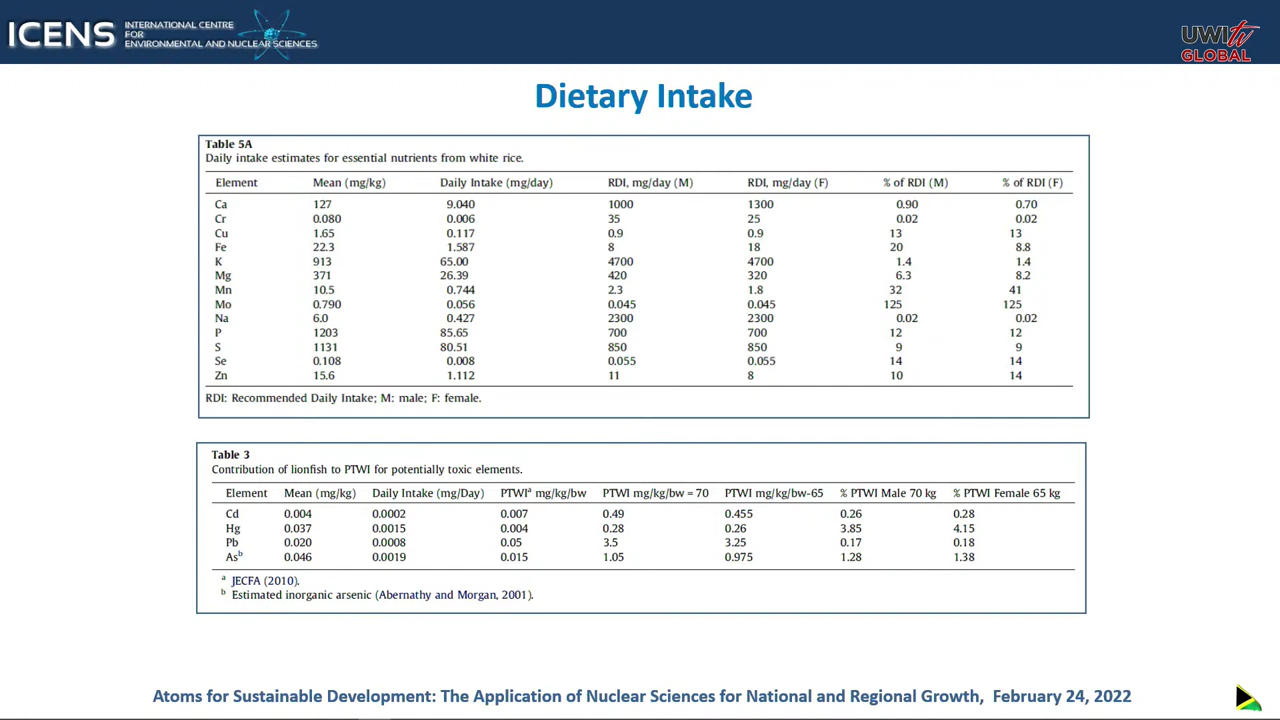 ICENS
INTERNATIONAL CENTRE
FOR
ENVIRONMENTAL AND NUCLEAR SCIENCES
UWI tv
GLOBAL
Dietary Intake
Table 5A
Daily intake estimates for essential nutrients from white rice.
Element Mean (mg/kg) Daily Intake (mg/day) RDI, mg/day (M) RDI, mg/day (F) % of RDI (M) % of RDI (F)
Ca 127 9.040 1000 1300 0.90 0.70
Cr 0.080 0.006 35 25 0.02 0.02
Cu 1.65 0.117 0.9 0.9 13 13
Fe 22.3 1.587 8 18 20 8.8
K 913 65.00 4700 4700 1.4 1.4
Mg 371 26.39 420 320 6.3 8.2
Mn 10.5 0.744 2.3 1.8 32 41
Mo 0.790 0.056 0.045 0.045 125 125
Na 6.0 0.427 2300 2300 0.02 0.02
P 1203 85.65 700 700 12 12
S 1131 80.51 850 850 9 9
Se 0.108 0.008 0.055 0.055 14 14
Zn 15.6 1.112 11 8 10 14
RDI: Recommended Daily Intake; M: male; F: female.
Table 3
Contribution of lionfish to PTWI for potentially toxic elements.
Element Mean (mg/kg) Daily Intake (mg/Day) PTWIa mg/kg/bw PTWI mg/kg/bw = 70 PTWI mg/kg/bw-65 % PTWI Male 70 kg % PTWI Female 65 kg
Cd 0.004 0.0002 0.007 0.49 0.455 0.26 0.28
Hg 0.037 0.0015 0.004 0.28 0.26 3.85 4.15
Pb 0.020 0.0008 0.05 3.5 3.25 0.17 0.18
Asb 0.046 0.0019 0.015 1.05 0.975 1.28 1.38
a JECFA (2010).
b Estimated inorganic arsenic (Abernathy and Morgan, 2001).
Atoms for Sustainable Development: The Application of Nuclear Sciences for National and Regional Growth, February 24, 2022